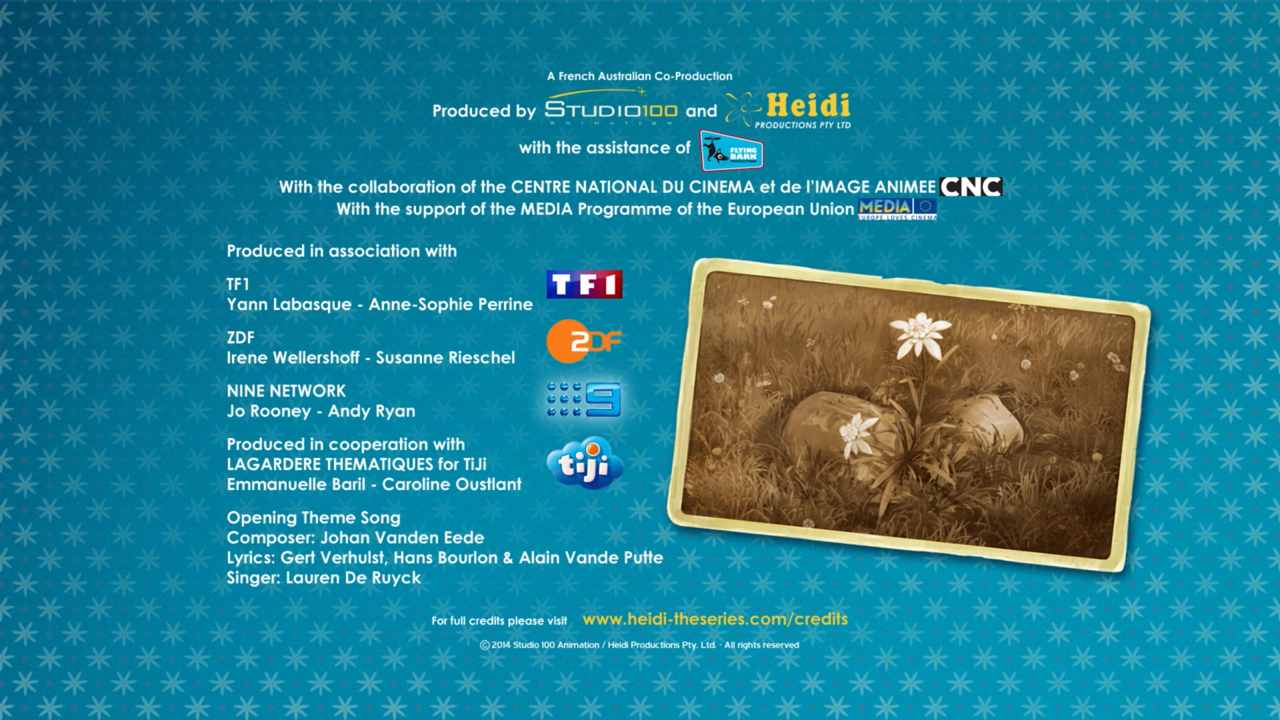 A French Australian Co-Production
Produced by STUDIO100 ANIMATION and Heidi PRODUCTIONS PTY LTD
with the assistance of FLYING BARK
With the collaboration of the CENTRE NATIONAL DU CINEMA et de l'IMAGE ANIMEE CNC
With the support of the MEDIA Programme of the European Union MEDIA EUROPE LOVES CINEMA
Produced in association with
TF1 TF1
Yann Labasque - Anne-Sophie Perrine
ZDF 2DF
Irene Wellershoff - Susanne Rieschel
NINE NETWORK 9
Jo Rooney - Andy Ryan
Produced in cooperation with
LAGARDERE THEMATIQUES for TiJi tiji
Emmanuelle Baril - Caroline Oustlant
Opening Theme Song
Composer: Johan Vanden Eede
Lyrics: Gert Verhulst, Hans Bourlon & Alain Vande Putte
Singer: Lauren De Ruyck
For full credits please visit www.heidi-theseries.com/credits
© 2014 Studio 100 Animation / Heidi Productions Pty. Ltd. · All rights reserved